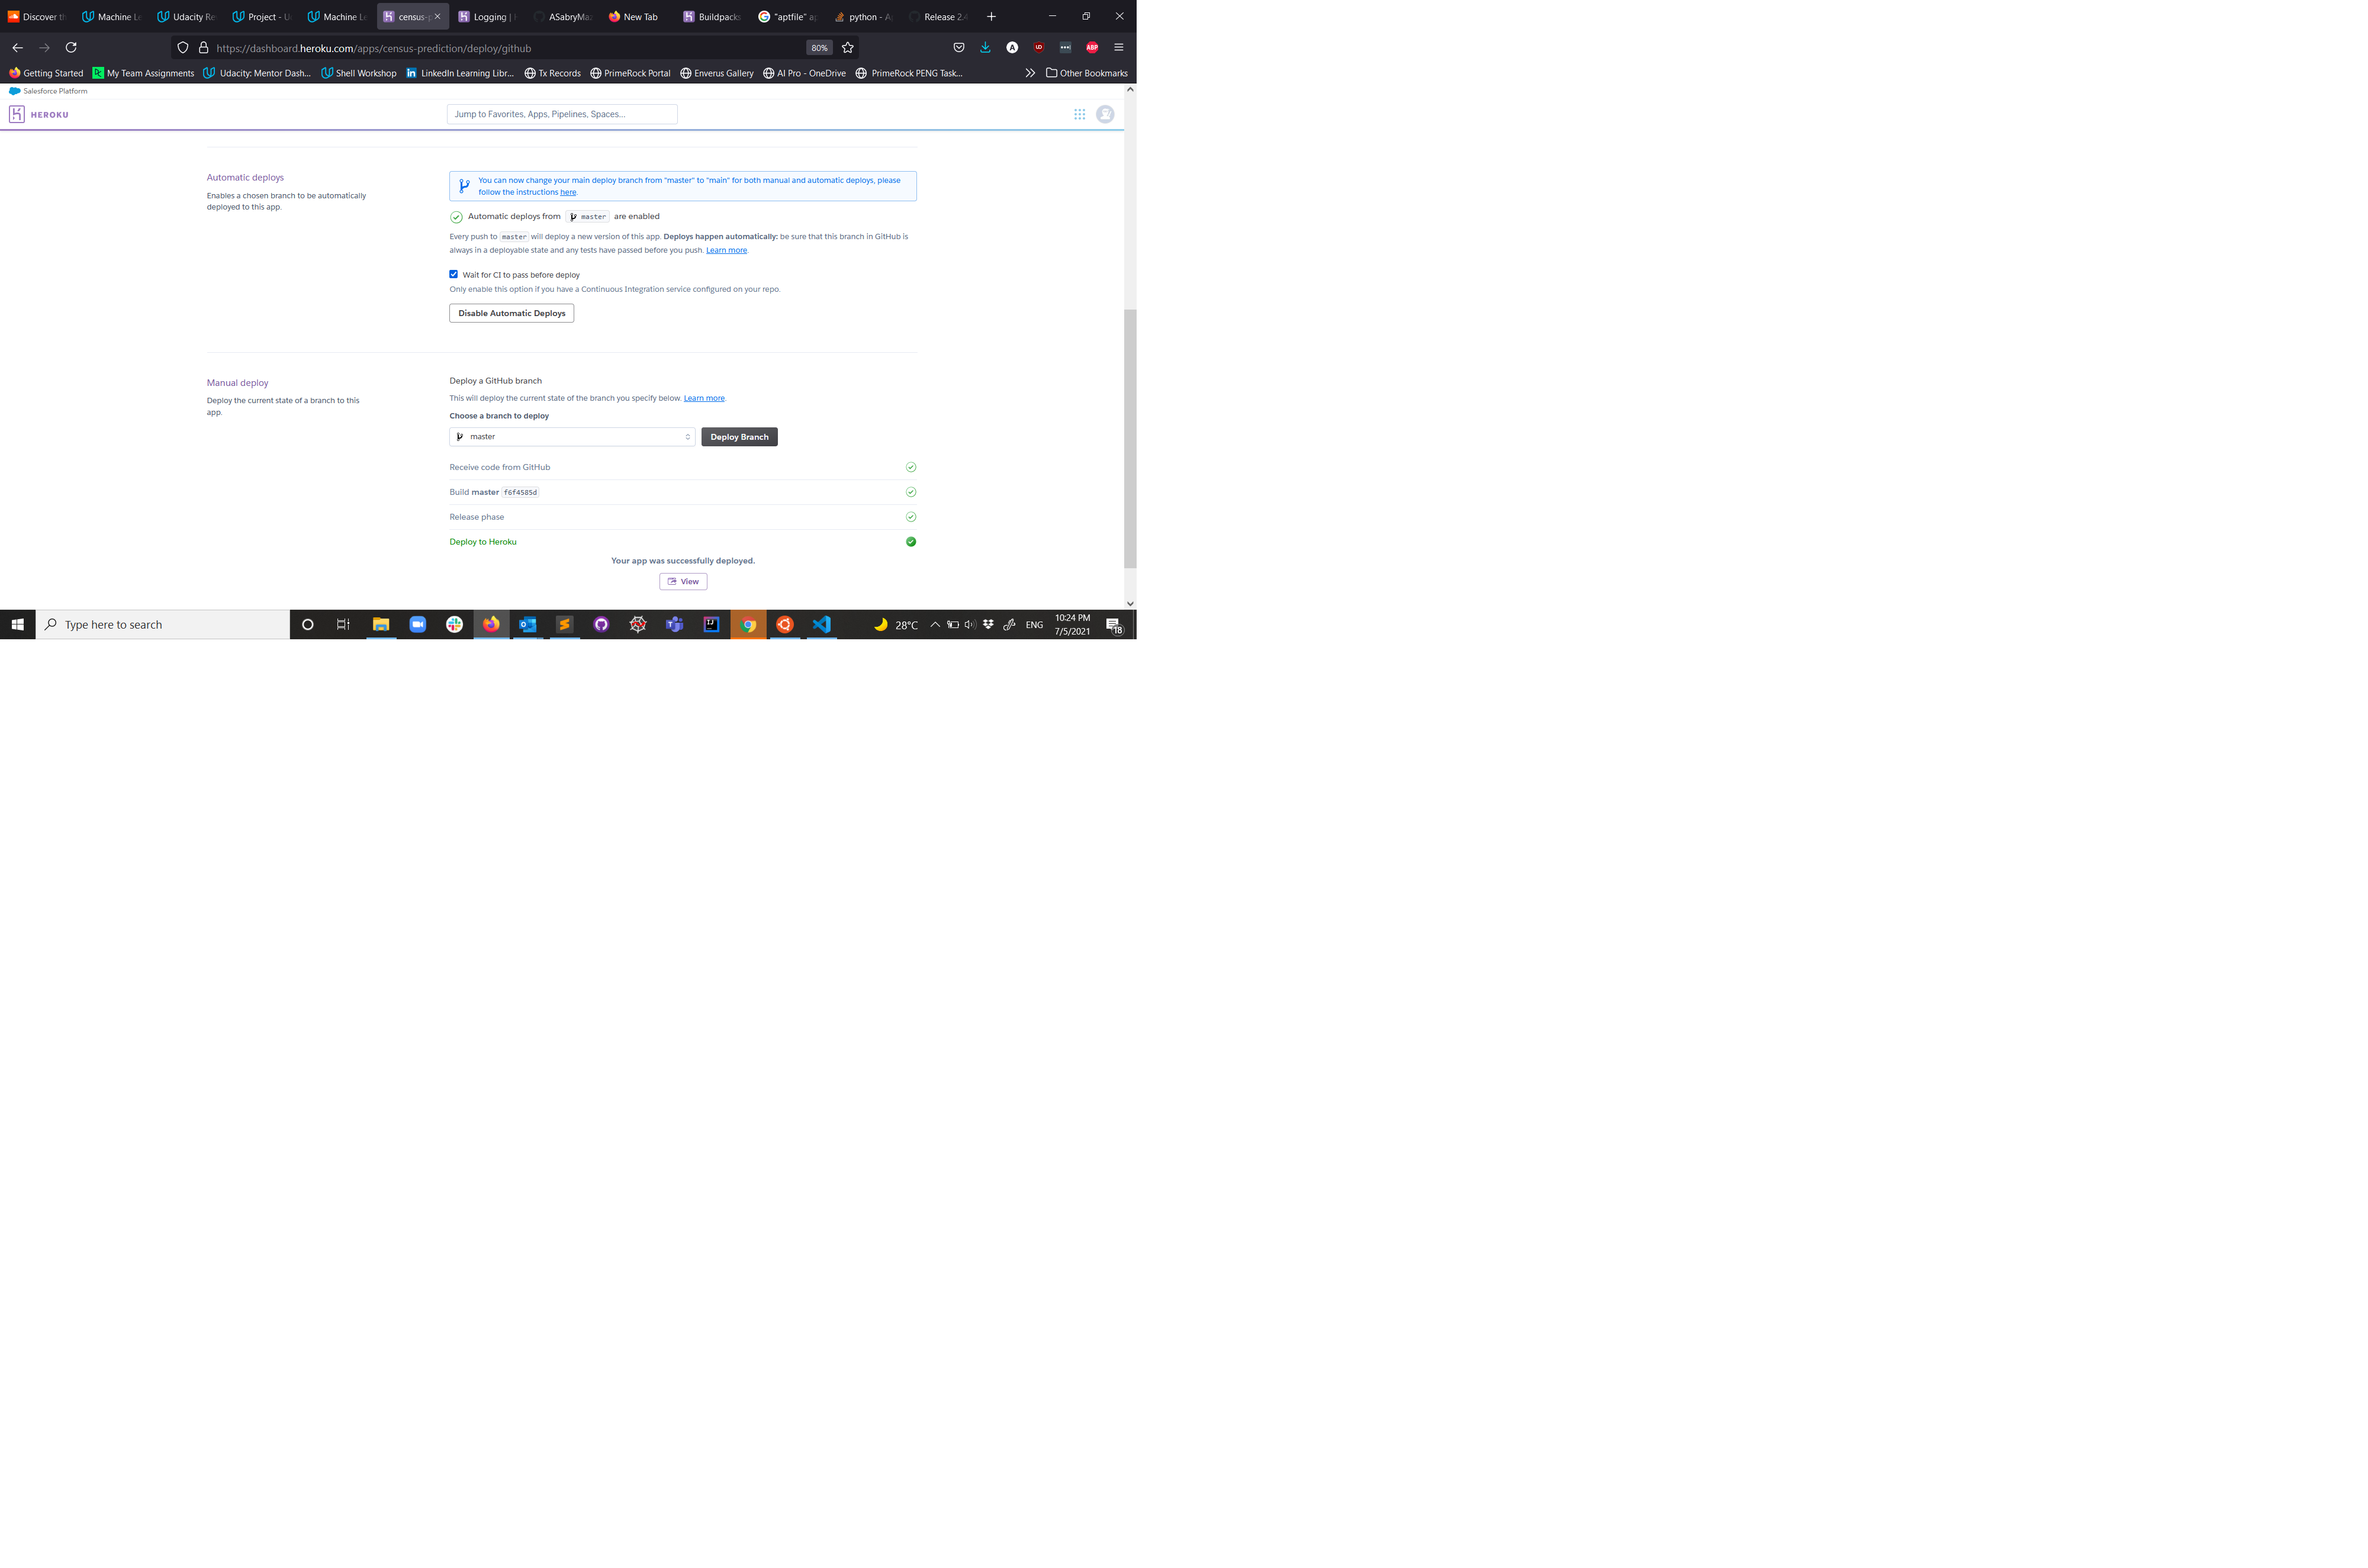 Discover th
Machine Le
Udacity Re
Project - U
Machine Le
census-p
Logging |
ASabryMa
New Tab
Buildpacks
"aptfile" a
python - A
Release 2.
https://dashboard.heroku.com/apps/census-prediction/deploy/github
80%
Getting Started
My Team Assignments
Udacity: Mentor Dash...
Shell Workshop
LinkedIn Learning Libr...
Tx Records
PrimeRock Portal
Enverus Gallery
AI Pro - OneDrive
PrimeRock PENG Task...
Other Bookmarks
Salesforce Platform
HEROKU
Jump to Favorites, Apps, Pipelines, Spaces...
Automatic deploys
Enables a chosen branch to be automatically
deployed to this app.
You can now change your main deploy branch from "master" to "main" for both manual and automatic deploys, please
follow the instructions here.
Automatic deploys from master are enabled
Every push to master will deploy a new version of this app. Deploys happen automatically: be sure that this branch in GitHub is
always in a deployable state and any tests have passed before you push. Learn more.
Wait for CI to pass before deploy
Only enable this option if you have a Continuous Integration service configured on your repo.
Disable Automatic Deploys
Manual deploy
Deploy the current state of a branch to this
app.
Deploy a GitHub branch
This will deploy the current state of the branch you specify below. Learn more.
Choose a branch to deploy
master
Deploy Branch
Receive code from GitHub
Build master f6f4585d
Release phase
Deploy to Heroku
Your app was successfully deployed.
View
Type here to search
28°C
ENG
10:24 PM
7/5/2021
18